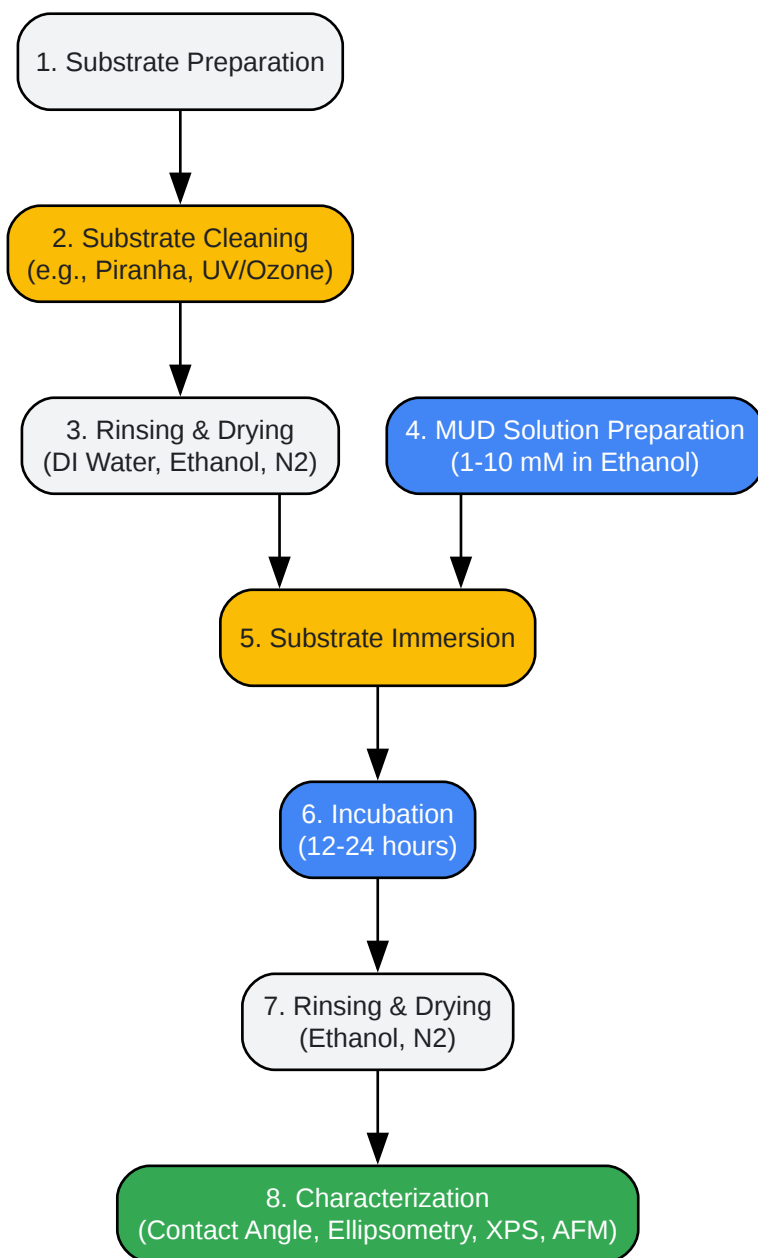 1. Substrate Preparation
2. Substrate Cleaning
(e.g., Piranha, UV/Ozone)
3. Rinsing & Drying
(DI Water, Ethanol, N2)
4. MUD Solution Preparation
(1-10 mM in Ethanol)
5. Substrate Immersion
6. Incubation
(12-24 hours)
7. Rinsing & Drying
(Ethanol, N2)
8. Characterization
(Contact Angle, Ellipsometry, XPS, AFM)